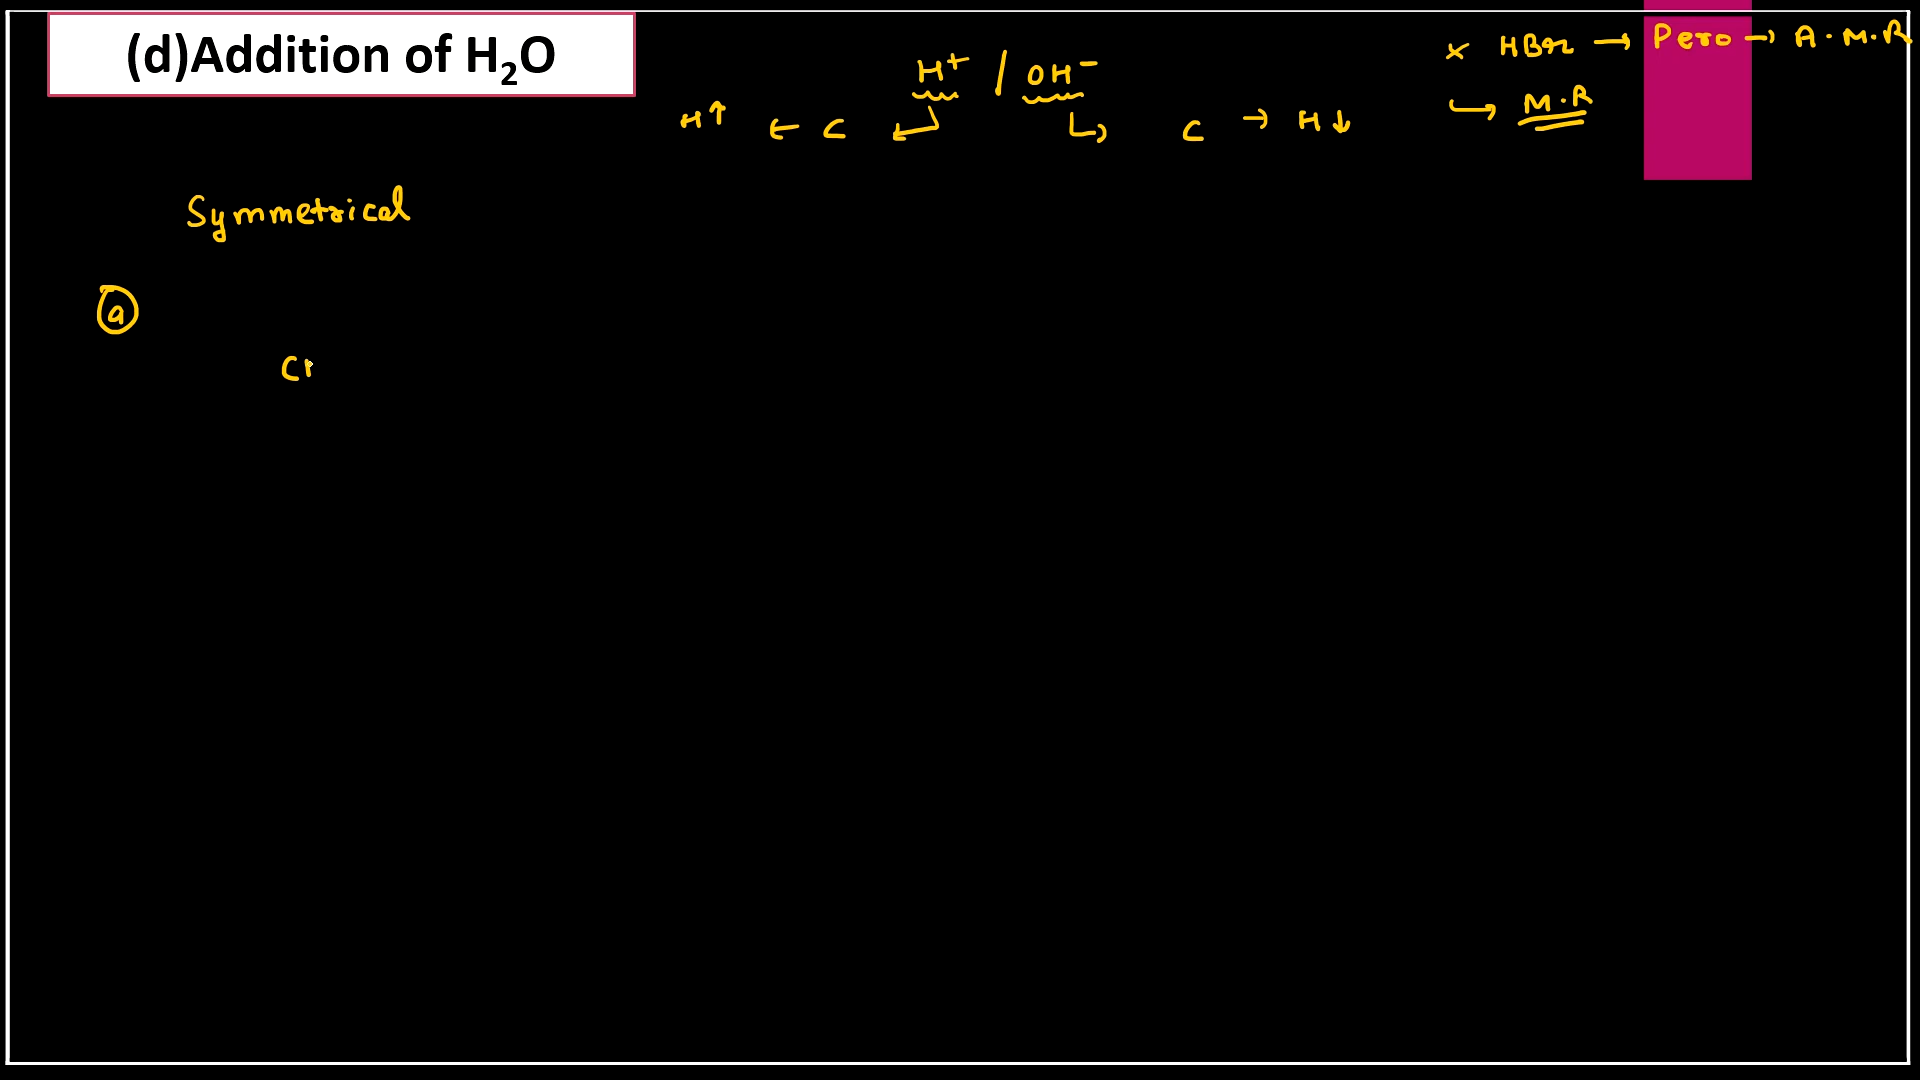 (d)Addition of H₂O
H⁺ / OH⁻
x HBr → Pero → A.M.R
↳ M.R
H↑ ← C ↵ ↳ C → H↓
Symmetrical
ⓐ